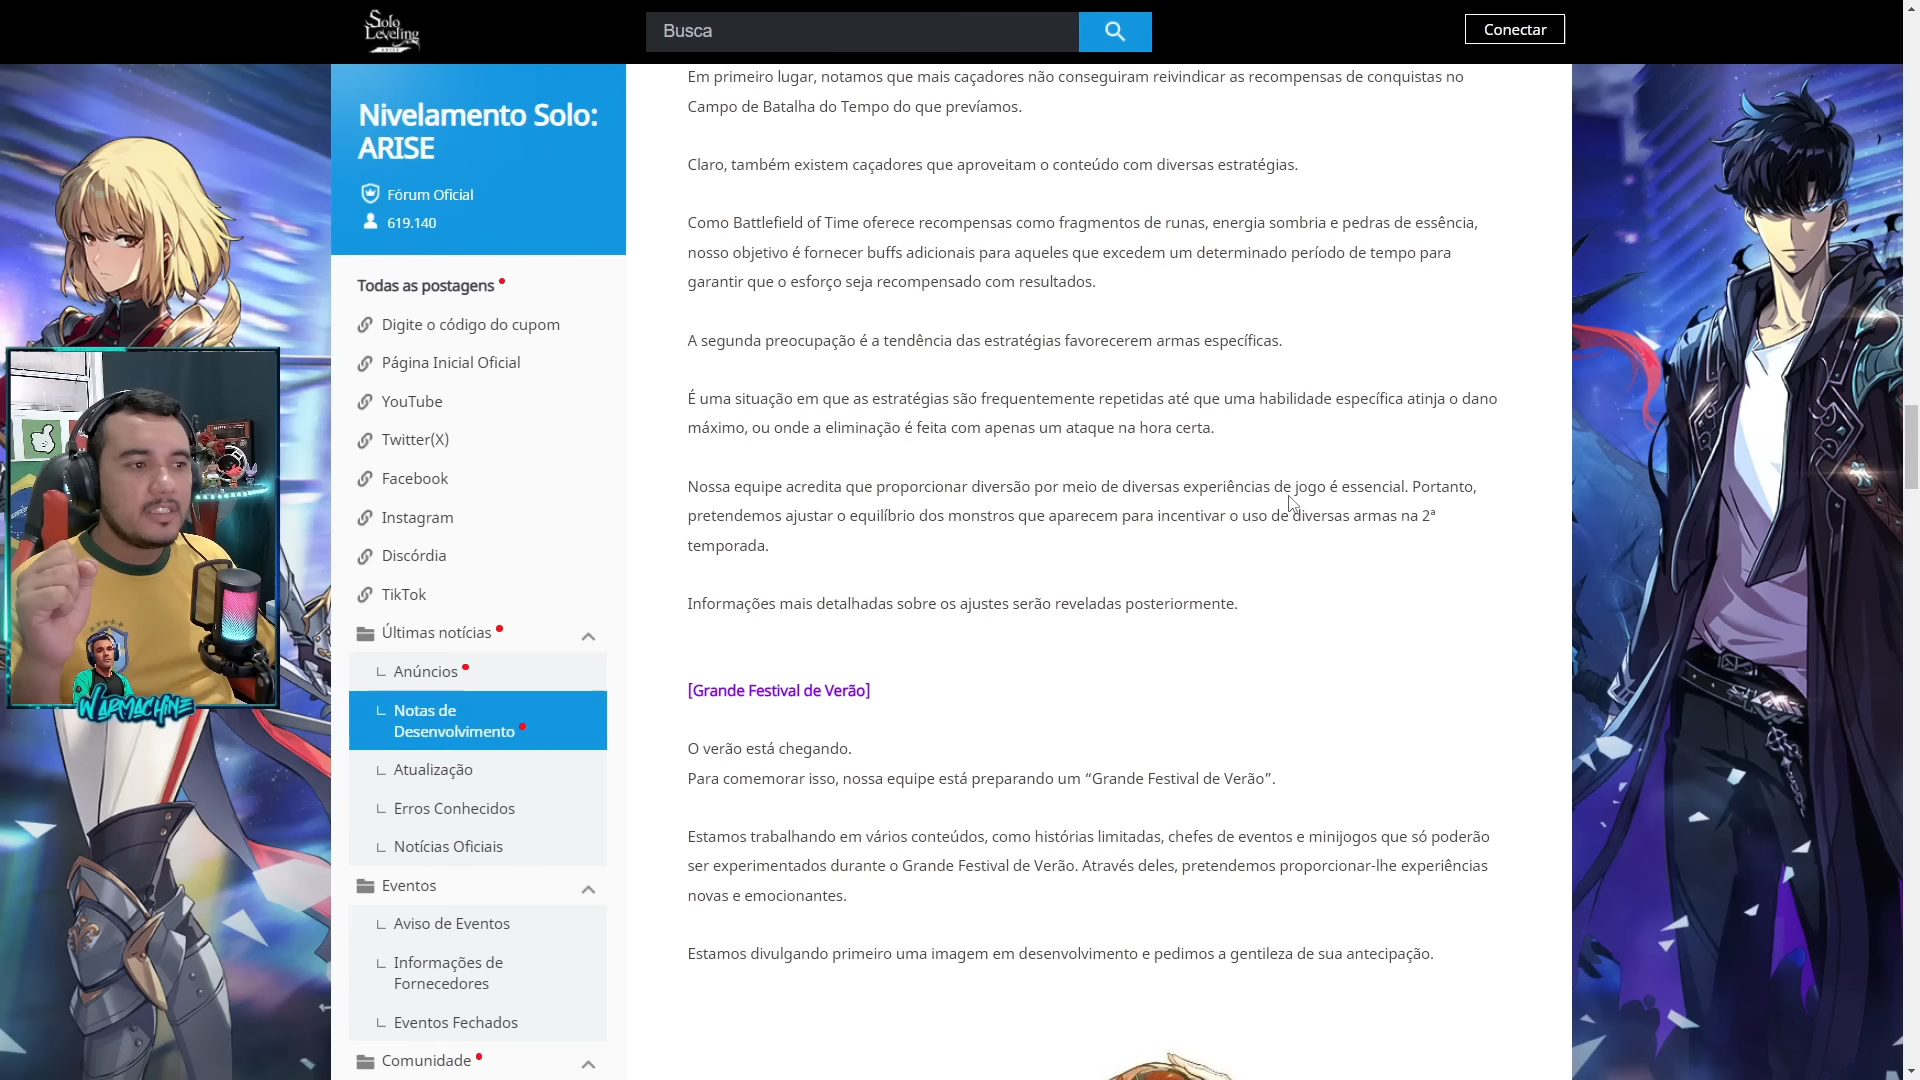 Solo
Leveling
ARISE
Busca
Conectar
Nivelamento Solo:
ARISE
Fórum Oficial
619.140
Todas as postagens
Digite o código do cupom
Página Inicial Oficial
YouTube
Twitter(X)
Facebook
Instagram
Discórdia
TikTok
Últimas notícias
Anúncios
Notas de
Desenvolvimento
Atualização
Erros Conhecidos
Notícias Oficiais
Eventos
Aviso de Eventos
Informações de
Fornecedores
Eventos Fechados
Comunidade
WARMACHINE
Em primeiro lugar, notamos que mais caçadores não conseguiram reivindicar as recompensas de conquistas no
Campo de Batalha do Tempo do que prevíamos.
Claro, também existem caçadores que aproveitam o conteúdo com diversas estratégias.
Como Battlefield of Time oferece recompensas como fragmentos de runas, energia sombria e pedras de essência,
nosso objetivo é fornecer buffs adicionais para aqueles que excedem um determinado período de tempo para
garantir que o esforço seja recompensado com resultados.
A segunda preocupação é a tendência das estratégias favorecerem armas específicas.
É uma situação em que as estratégias são frequentemente repetidas até que uma habilidade específica atinja o dano
máximo, ou onde a eliminação é feita com apenas um ataque na hora certa.
Nossa equipe acredita que proporcionar diversão por meio de diversas experiências de jogo é essencial. Portanto,
pretendemos ajustar o equilíbrio dos monstros que aparecem para incentivar o uso de diversas armas na 2ª
temporada.
Informações mais detalhadas sobre os ajustes serão reveladas posteriormente.
[Grande Festival de Verão]
O verão está chegando.
Para comemorar isso, nossa equipe está preparando um “Grande Festival de Verão”.
Estamos trabalhando em vários conteúdos, como histórias limitadas, chefes de eventos e minijogos que só poderão
ser experimentados durante o Grande Festival de Verão. Através deles, pretendemos proporcionar-lhe experiências
novas e emocionantes.
Estamos divulgando primeiro uma imagem em desenvolvimento e pedimos a gentileza de sua antecipação.